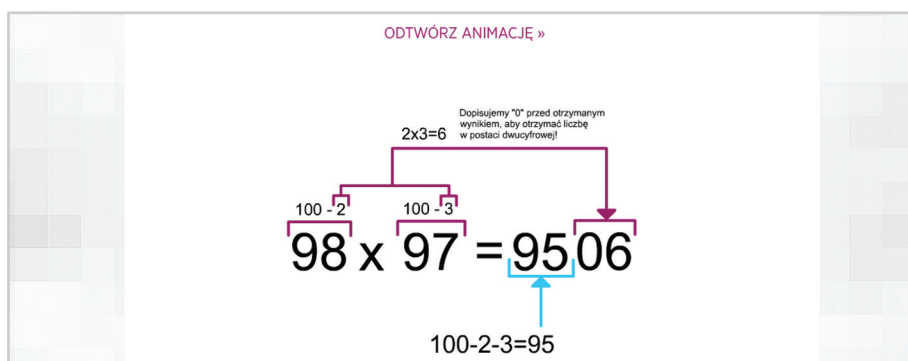 ODTWÓRZ ANIMACJĘ »
Dopisujemy "0" przed otrzymanym
wynikiem, aby otrzymać liczbę
w postaci dwucyfrowej!
2x3=6
100 - 2
100 - 3
98 x 97 = 9506
100-2-3=95